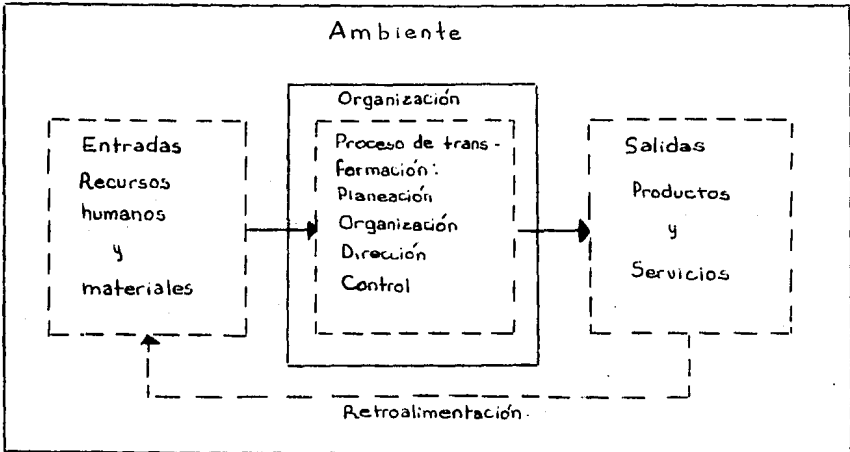 Ambiente
Organización
Entradas
Recursos
humanos
y
materiales
Proceso de trans-
formación:
Planeación
Organización
Dirección
Control
Salidas
Productos
y
Servicios
Retroalimentación.